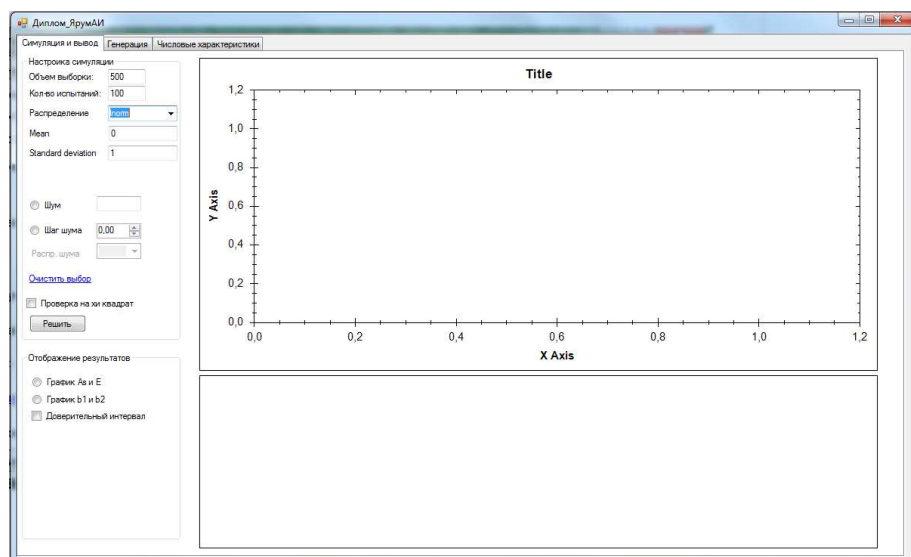 Диплом_ЯрумАИ
Симуляция и вывод Генерация Числовые характеристики
Настройка симуляции
Объем выборки: 500
Кол-во испытаний: 100
Распределение norm
Mean 0
Standard deviation 1
Шум
Шаг шума 0,00
Распр. шума
Очистить выбор
Проверка на хи квадрат
Решить
Отображение результатов
График As и E
График b1 и b2
Доверительный интервал
Title
Y Axis
1,2
1,0
0,8
0,6
0,4
0,2
0,0
0,0 0,2 0,4 0,6 0,8 1,0 1,2
X Axis